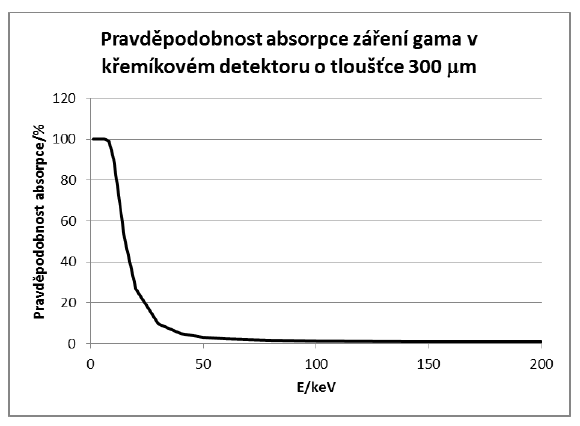 Pravděpodobnost absorpce záření gama v
křemíkovém detektoru o tloušťce 300 μm
Pravděpodobnost absorpce/%
120
100
80
60
40
20
0
0 50 100 150 200
E/keV